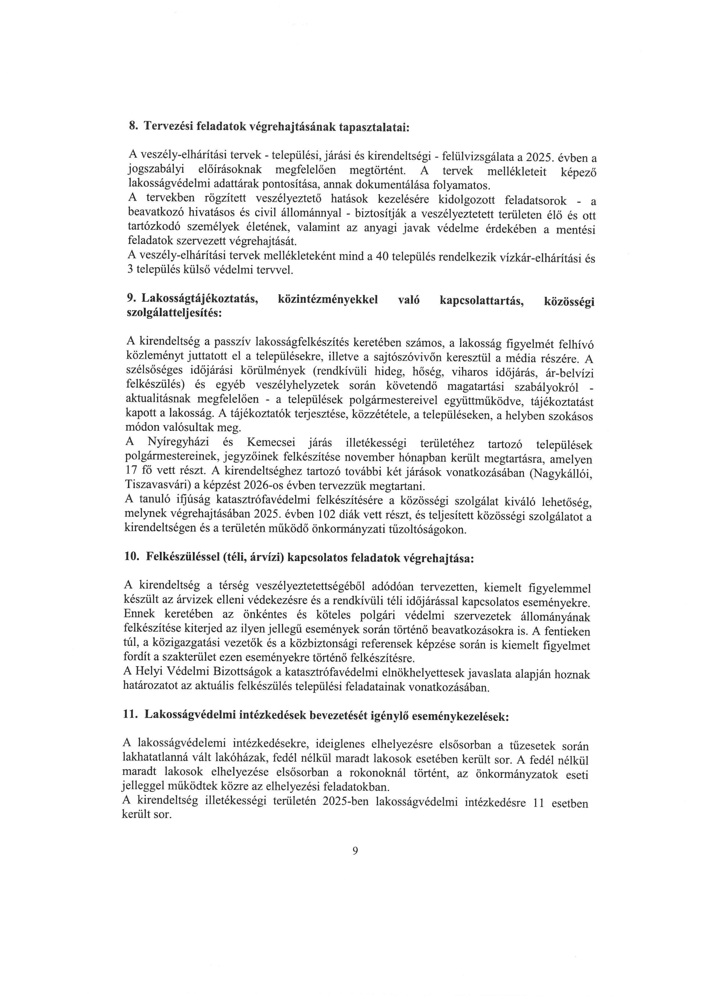 8. Tervezési feladatok végrehajtásának tapasztalatai:
A veszély-elhárítási tervek - települési, járási és kirendeltségi - felülvizsgálata a 2025. évben a
jogszabályi előírásoknak megfelelően megtörtént. A tervek mellékleteit képező
lakosságvédelmi adattárak pontosítása, annak dokumentálása folyamatos.
A tervekben rögzített veszélyeztető hatások kezelésére kidolgozott feladatsorok - a
beavatkozó hivatásos és civil állománnyal - biztosítják a veszélyeztetett területen élő és ott
tartózkodó személyek életének, valamint az anyagi javak védelme érdekében a mentési
feladatok szervezett végrehajtását.
A veszély-elhárítási tervek mellékleteként mind a 40 település rendelkezik vízkár-elhárítási és
3 település külső védelmi tervvel.
9. Lakosságtájékoztatás, közintézményekkel való kapcsolattartás, közösségi
szolgálatteljesítés:
A kirendeltség a passzív lakosságfelkészítés keretében számos, a lakosság figyelmét felhívó
közleményt juttatott el a településekre, illetve a sajtószóvivőn keresztül a média részére. A
szélsőséges időjárási körülmények (rendkívüli hideg, hőség, viharos időjárás, ár-belvízi
felkészülés) és egyéb veszélyhelyzetek során követendő magatartási szabályokról -
aktualitásnak megfelelően - a települések polgármestereivel együttműködve, tájékoztatást
kapott a lakosság. A tájékoztatók terjesztése, közzététele, a településeken, a helyben szokásos
módon valósultak meg.
A Nyíregyházi és Kemecsei járás illetékességi területéhez tartozó települések
polgármestereinek, jegyzőinek felkészítése november hónapban került megtartásra, amelyen
17 fő vett részt. A kirendeltséghez tartozó további két járások vonatkozásában (Nagykállói,
Tiszavasvári) a képzést 2026-os évben tervezzük megtartani.
A tanuló ifjúság katasztrófavédelmi felkészítésére a közösségi szolgálat kiváló lehetőség,
melynek végrehajtásában 2025. évben 102 diák vett részt, és teljesített közösségi szolgálatot a
kirendeltségen és a területén működő önkormányzati tűzoltóságokon.
10. Felkészüléssel (téli, árvízi) kapcsolatos feladatok végrehajtása:
A kirendeltség a térség veszélyeztetettségéből adódóan tervezetten, kiemelt figyelemmel
készült az árvizek elleni védekezésre és a rendkívüli téli időjárással kapcsolatos eseményekre.
Ennek keretében az önkéntes és köteles polgári védelmi szervezetek állományának
felkészítése kiterjed az ilyen jellegű események során történő beavatkozásokra is. A fentieken
túl, a közigazgatási vezetők és a közbiztonsági referensek képzése során is kiemelt figyelmet
fordít a szakterület ezen eseményekre történő felkészítésre.
A Helyi Védelmi Bizottságok a katasztrófavédelmi elnökhelyettesek javaslata alapján hoznak
határozatot az aktuális felkészülés települési feladatainak vonatkozásában.
11. Lakosságvédelmi intézkedések bevezetését igénylő eseménykezelések:
A lakosságvédelemi intézkedésekre, ideiglenes elhelyezésre elsősorban a tűzesetek során
lakhatatlanná vált lakóházak, fedél nélkül maradt lakosok esetében került sor. A fedél nélkül
maradt lakosok elhelyezése elsősorban a rokonoknál történt, az önkormányzatok eseti
jelleggel működtek közre az elhelyezési feladatokban.
A kirendeltség illetékességi területén 2025-ben lakosságvédelmi intézkedésre 11 esetben
került sor.
9